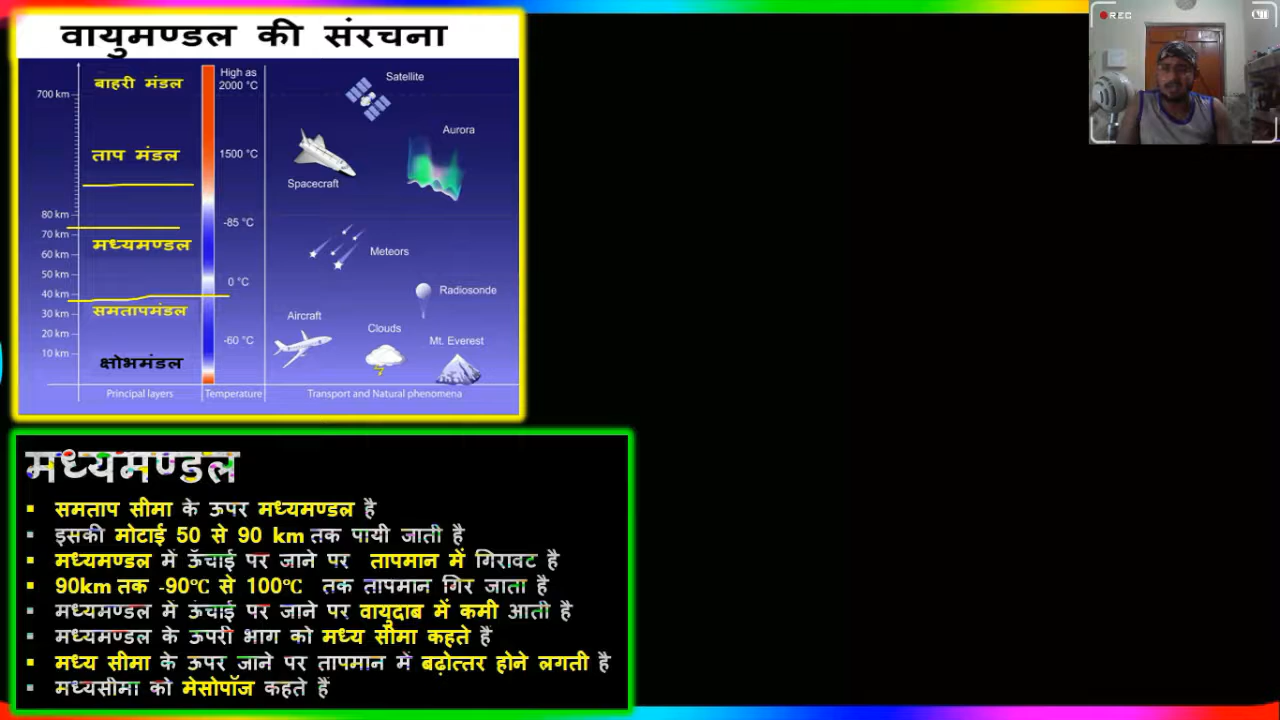 वायुमण्डल की संरचना
REC
बाहरी मंडल
High as
2000 °C
Satellite
700 km
Aurora
ताप मंडल
1500 °C
Spacecraft
80 km
-85 °C
70 km
मध्यमण्डल
60 km
Meteors
50 km
0 °C
40 km
Radiosonde
30 km
समतापमंडल
Aircraft
Clouds
20 km
-60 °C
Mt. Everest
10 km
क्षोभमंडल
Principal layers
Temperature
Transport and Natural phenomena
मध्यमण्डल
समताप सीमा के ऊपर मध्यमण्डल है
इसकी मोटाई 50 से 90 km तक पायी जाती है
मध्यमण्डल में ऊँचाई पर जाने पर तापमान में गिरावट है
90km तक -90℃ से 100℃ तक तापमान गिर जाता है
मध्यमण्डल में ऊंचाई पर जाने पर वायुदाब में कमी आती है
मध्यमण्डल के ऊपरी भाग को मध्य सीमा कहते हैं
मध्य सीमा के ऊपर जाने पर तापमान में बढ़ोत्तर होने लगती है
मध्यसीमा को मेसोपॉज कहते हैं